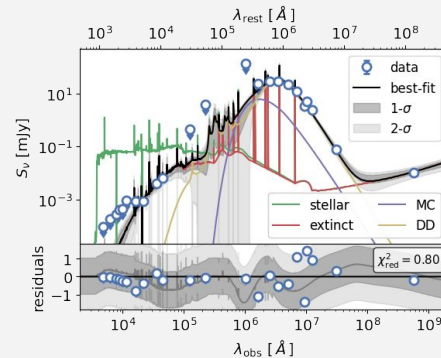 λrest [Å]
10³ 10⁴ 10⁵ 10⁶ 10⁷ 10⁸
Sν [mJy]
10¹
10⁻¹
10⁻³
data
best-fit
1-σ
2-σ
stellar MC
extinct DD
residuals
1
0
−1
χ²red = 0.80
10⁴ 10⁵ 10⁶ 10⁷ 10⁸ 10⁹
λobs [Å]